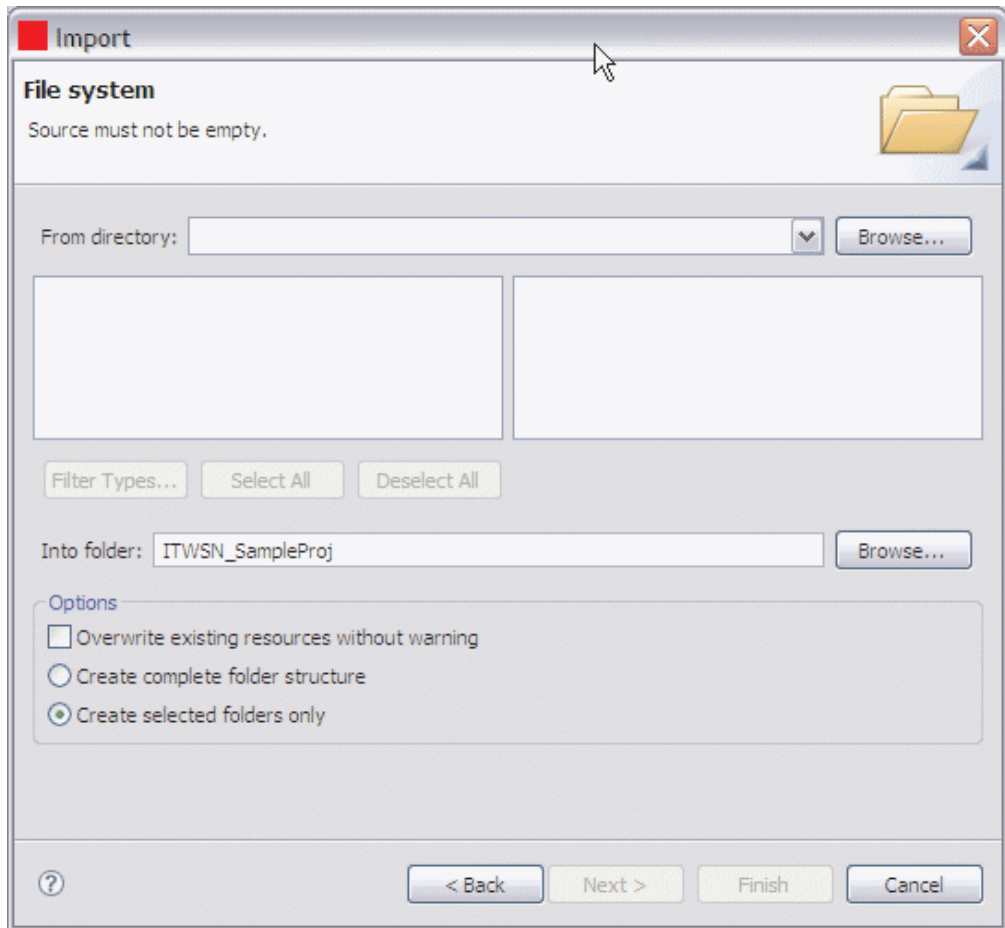 Import
File system
Source must not be empty.
From directory: Browse...
Filter Types... Select All Deselect All
Into folder: ITWSN_SampleProj Browse...
Options
Overwrite existing resources without warning
Create complete folder structure
Create selected folders only
? < Back Next > Finish Cancel